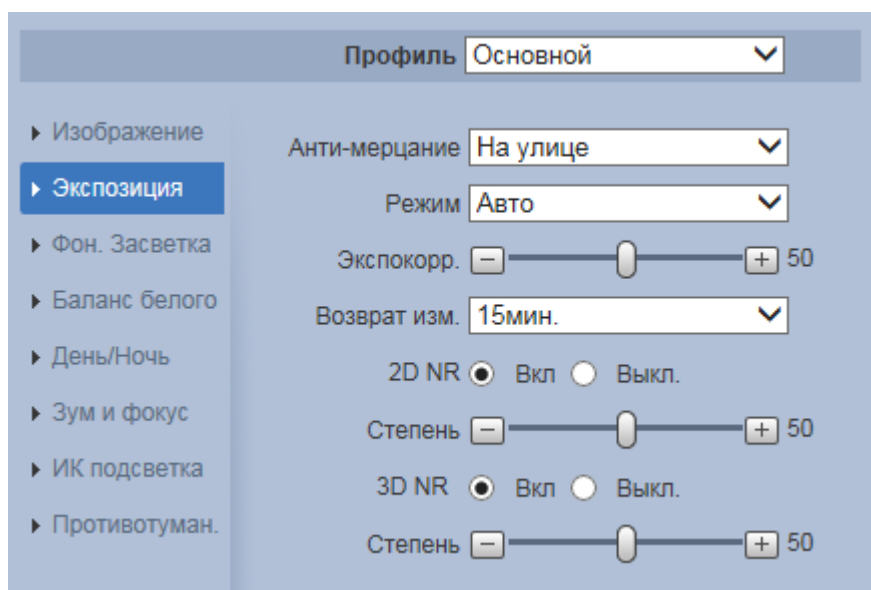 Профиль Основной
Изображение
Экспозиция
Фон. Засветка
Баланс белого
День/Ночь
Зум и фокус
ИК подсветка
Противотуман.
Анти-мерцание На улице
Режим Авто
Экспокорр. 50
Возврат изм. 15мин.
2D NR Вкл Выкл.
Степень 50
3D NR Вкл Выкл.
Степень 50